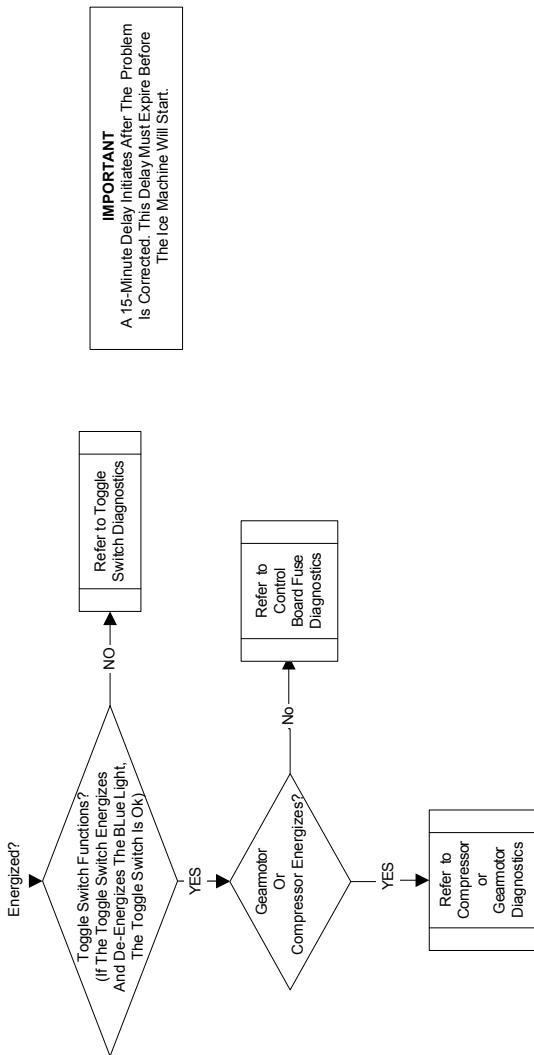 Energized?
Toggle Switch Functions?
(If The Toggle Switch Energizes
And De-Energizes The BLue Light,
The Toggle Switch Is Ok)
NO
Refer to Toggle
Switch Diagnostics
YES
Gearmotor
Or
Compressor Energizes?
No
Refer to
Control
Board Fuse
Diagnostics
YES
Refer to
Compressor
or
Gearmotor
Diagnostics
IMPORTANT
A 15-Minute Delay Initiates After The Problem
Is Corrected. This Delay Must Expire Before
The Ice Machine Will Start.